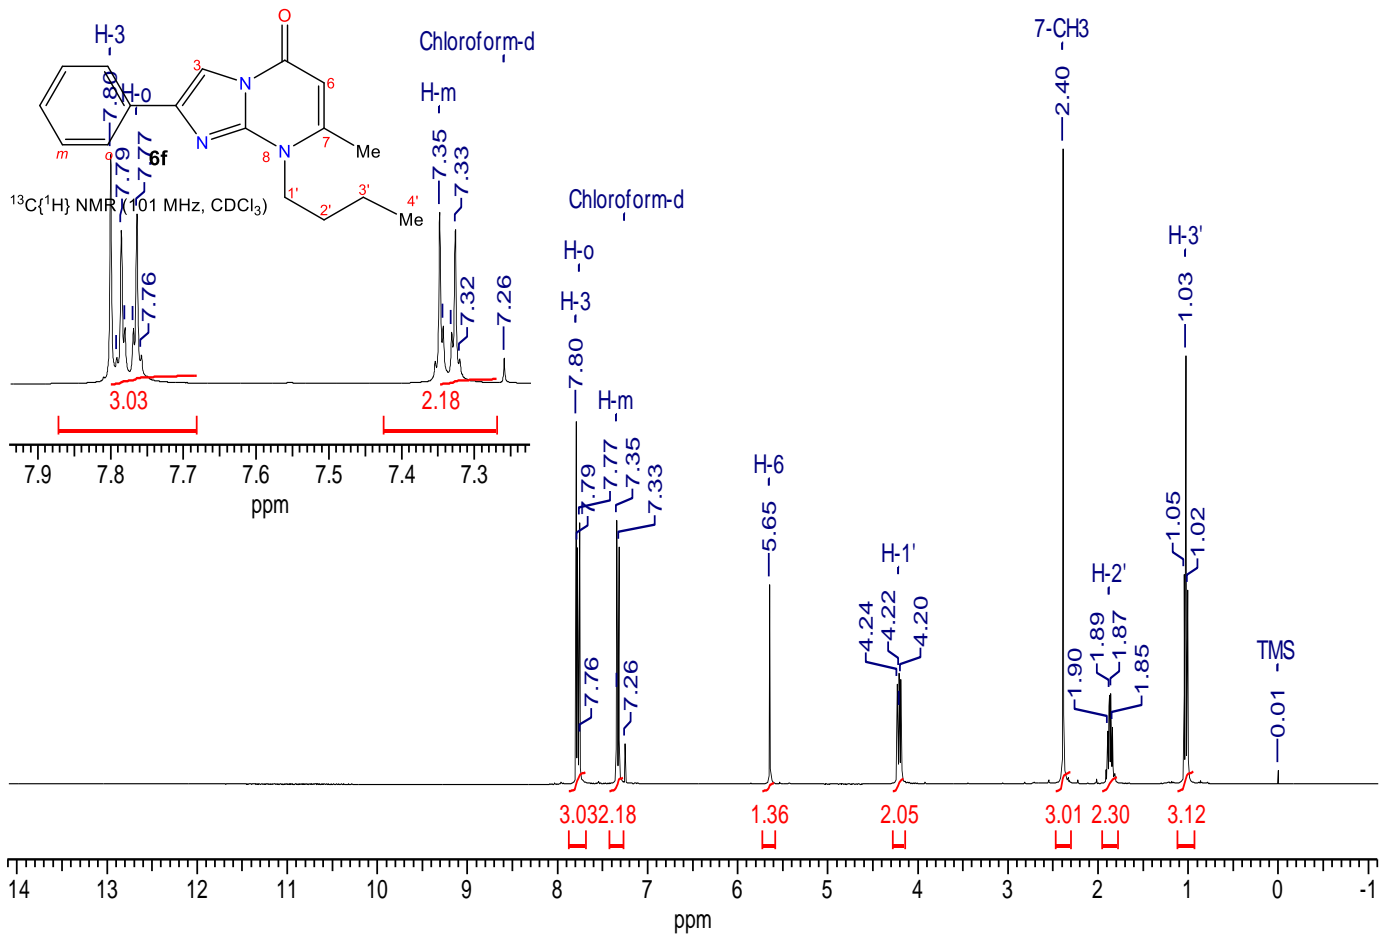 H-3
7.80
H-o
7.79
7.77
7.76
H-m
7.35
7.33
7.32
Chloroform-d
7.26
O
3
N
6
N
8
N
7
Me
m
o
6f
1'
2'
3'
4'
Me
¹³C{¹H} NMR (101 MHz, CDCl₃)
3.03
2.18
7.9 7.8 7.7 7.6 7.5 7.4 7.3
ppm
Chloroform-d
H-o
H-3
7.80
7.79
7.77
7.76
H-m
7.35
7.33
7.26
H-6
5.65
H-1'
4.24
4.22
4.20
7-CH3
2.40
H-2'
1.90
1.89
1.87
1.85
H-3'
1.05
1.03
1.02
TMS
0.01
3.03 2.18 1.36 2.05 3.01 2.30 3.12
14 13 12 11 10 9 8 7 6 5 4 3 2 1 0 -1
ppm